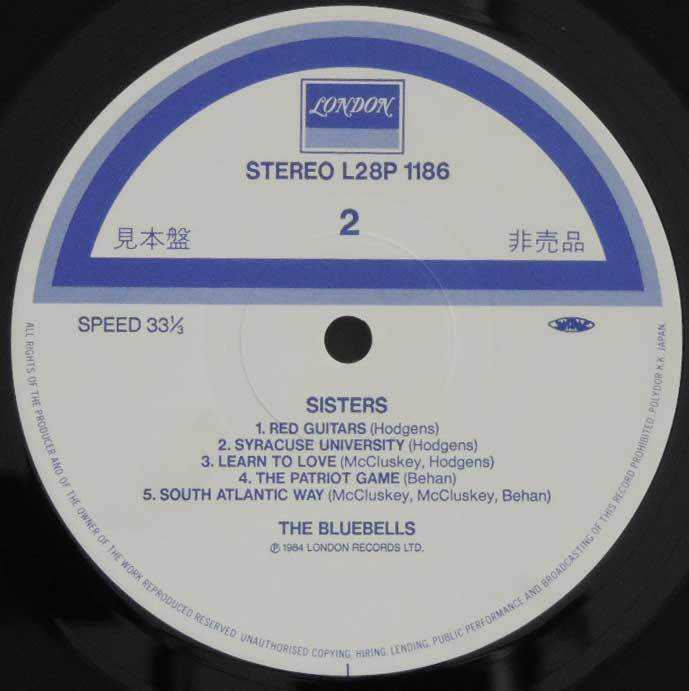 LONDON
STEREO L28P 1186
2
見本盤
非売品
SPEED 33⅓
SISTERS
1. RED GUITARS (Hodgens)
2. SYRACUSE UNIVERSITY (Hodgens)
3. LEARN TO LOVE (McCluskey, Hodgens)
4. THE PATRIOT GAME (Behan)
5. SOUTH ATLANTIC WAY (McCluskey, McCluskey, Behan)
THE BLUEBELLS
℗ 1984 LONDON RECORDS LTD.
ALL RIGHTS OF THE PRODUCER AND OF THE OWNER OF THE WORK REPRODUCED RESERVED. UNAUTHORISED COPYING, HIRING, LENDING, PUBLIC PERFORMANCE AND BROADCASTING OF THIS RECORD PROHIBITED. POLYDOR K.K. JAPAN.